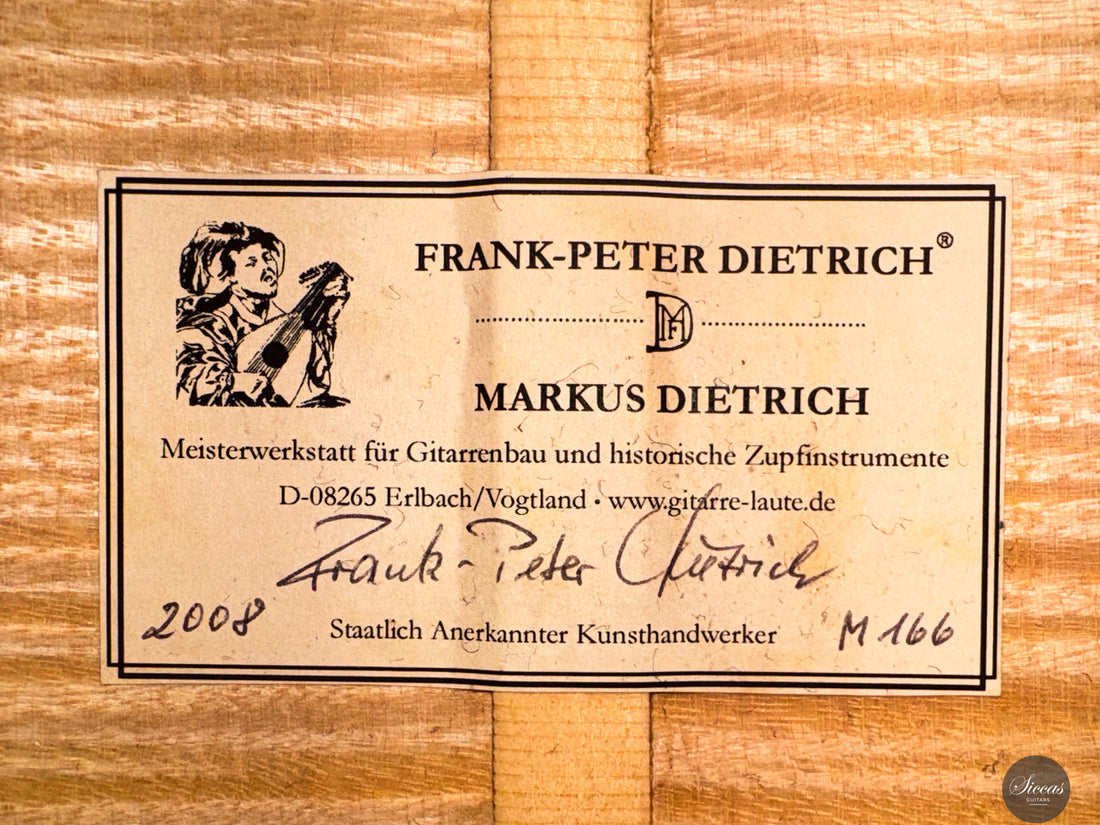 FRANK-PETER DIETRICH®
MARKUS DIETRICH
Meisterwerkstatt für Gitarrenbau und historische Zupfinstrumente
D-08265 Erlbach/Vogtland • www.gitarre-laute.de
Frank-Peter Dietrich
2008 Staatlich Anerkannter Kunsthandwerker M 166
Siccas
GUITARS